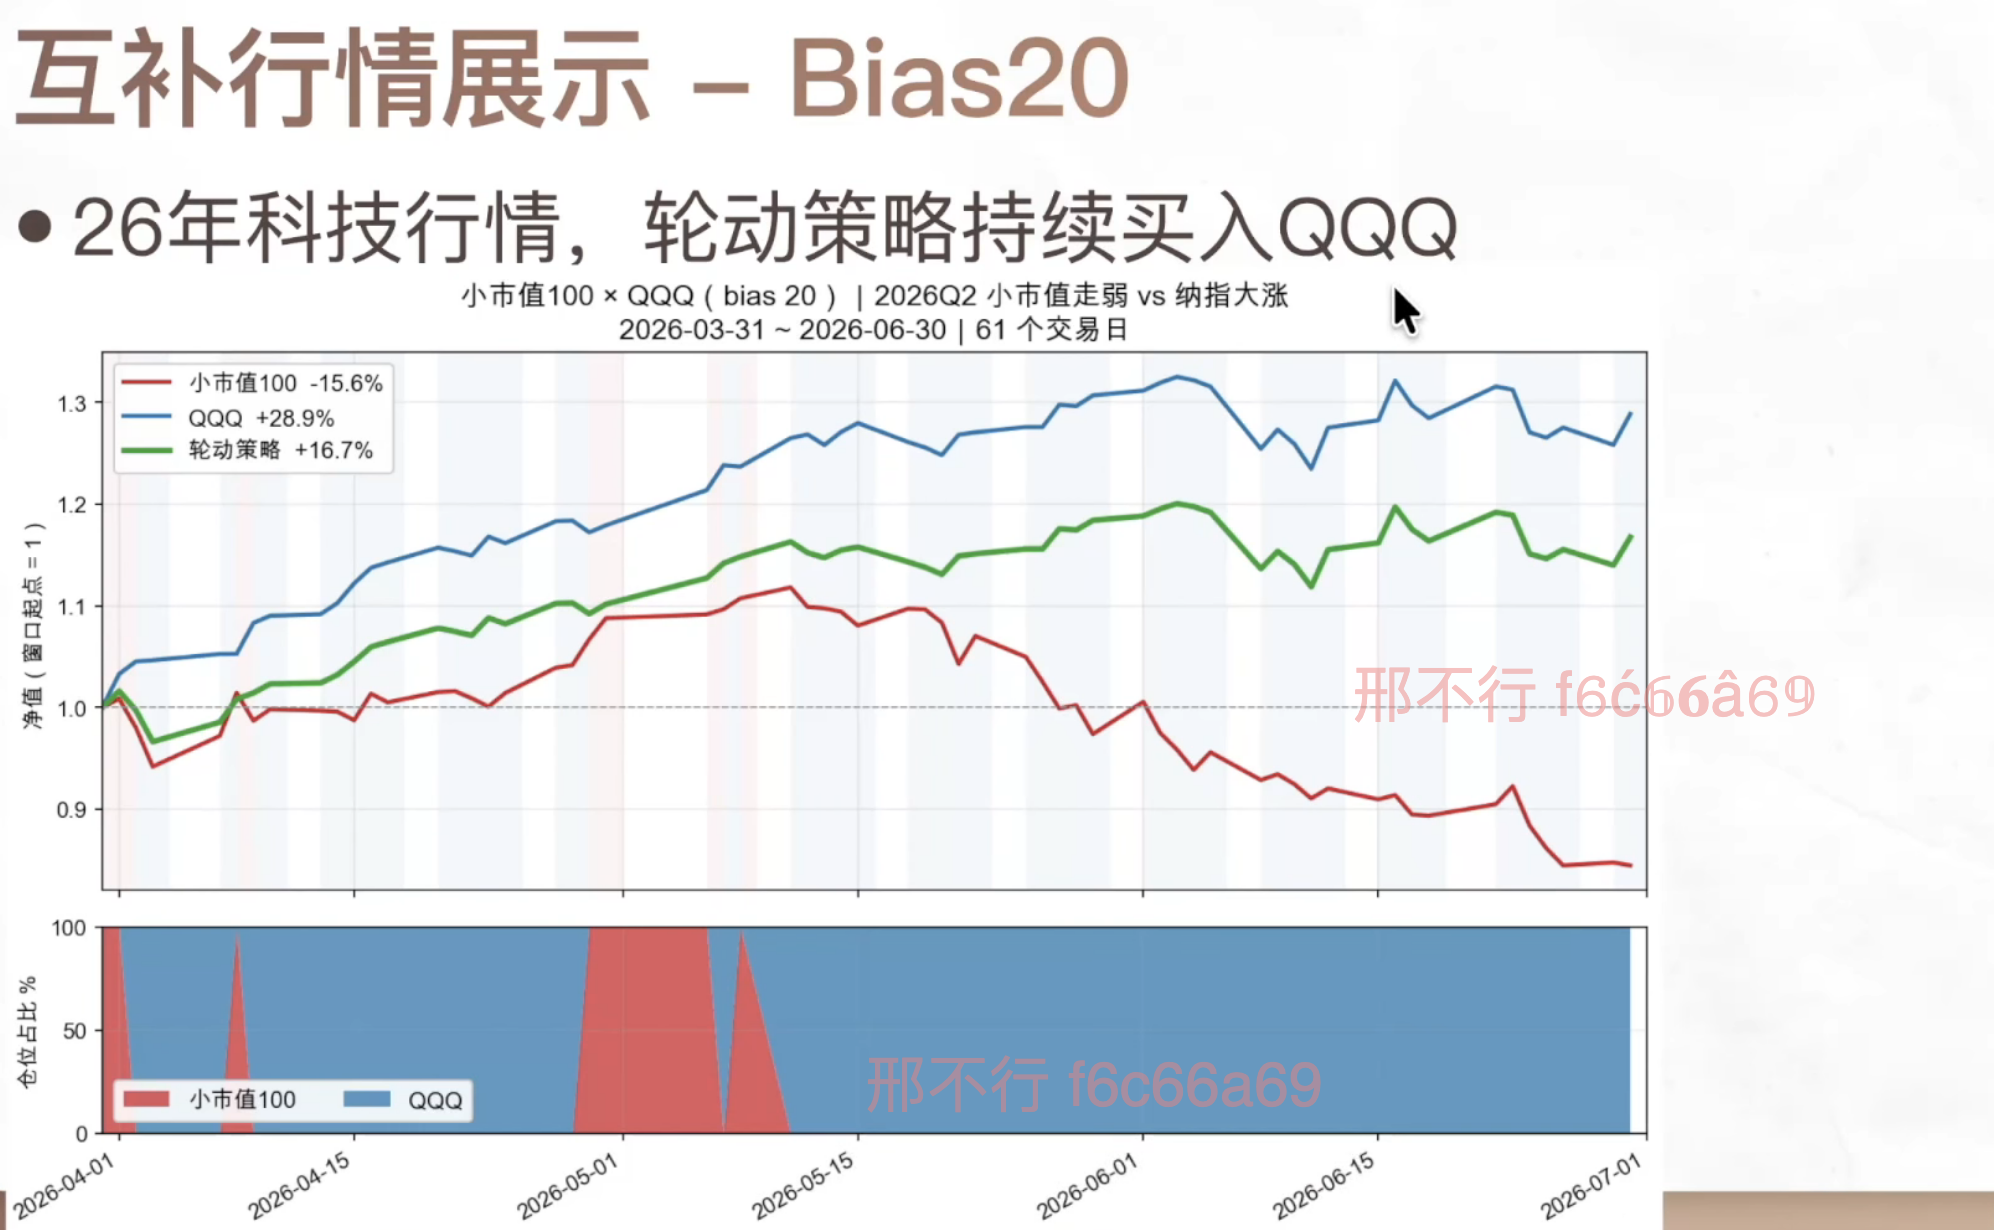 互补行情展示 – Bias20
• 26年科技行情，轮动策略持续买入QQQ
小市值100 × QQQ ( bias 20 ) | 2026Q2 小市值走弱 vs 纳指大涨
2026-03-31 ~ 2026-06-30 | 61 个交易日
小市值100 -15.6%
QQQ +28.9%
轮动策略 +16.7%
净值 ( 窗口起点 = 1 )
1.3
1.2
1.1
1.0
0.9
邢不行
仓位占比 %
100
50
0
小市值100
QQQ
邢不行 f6c66a69
2026-04-01
2026-04-15
2026-05-01
2026-05-15
2026-06-01
2026-06-15
2026-07-01